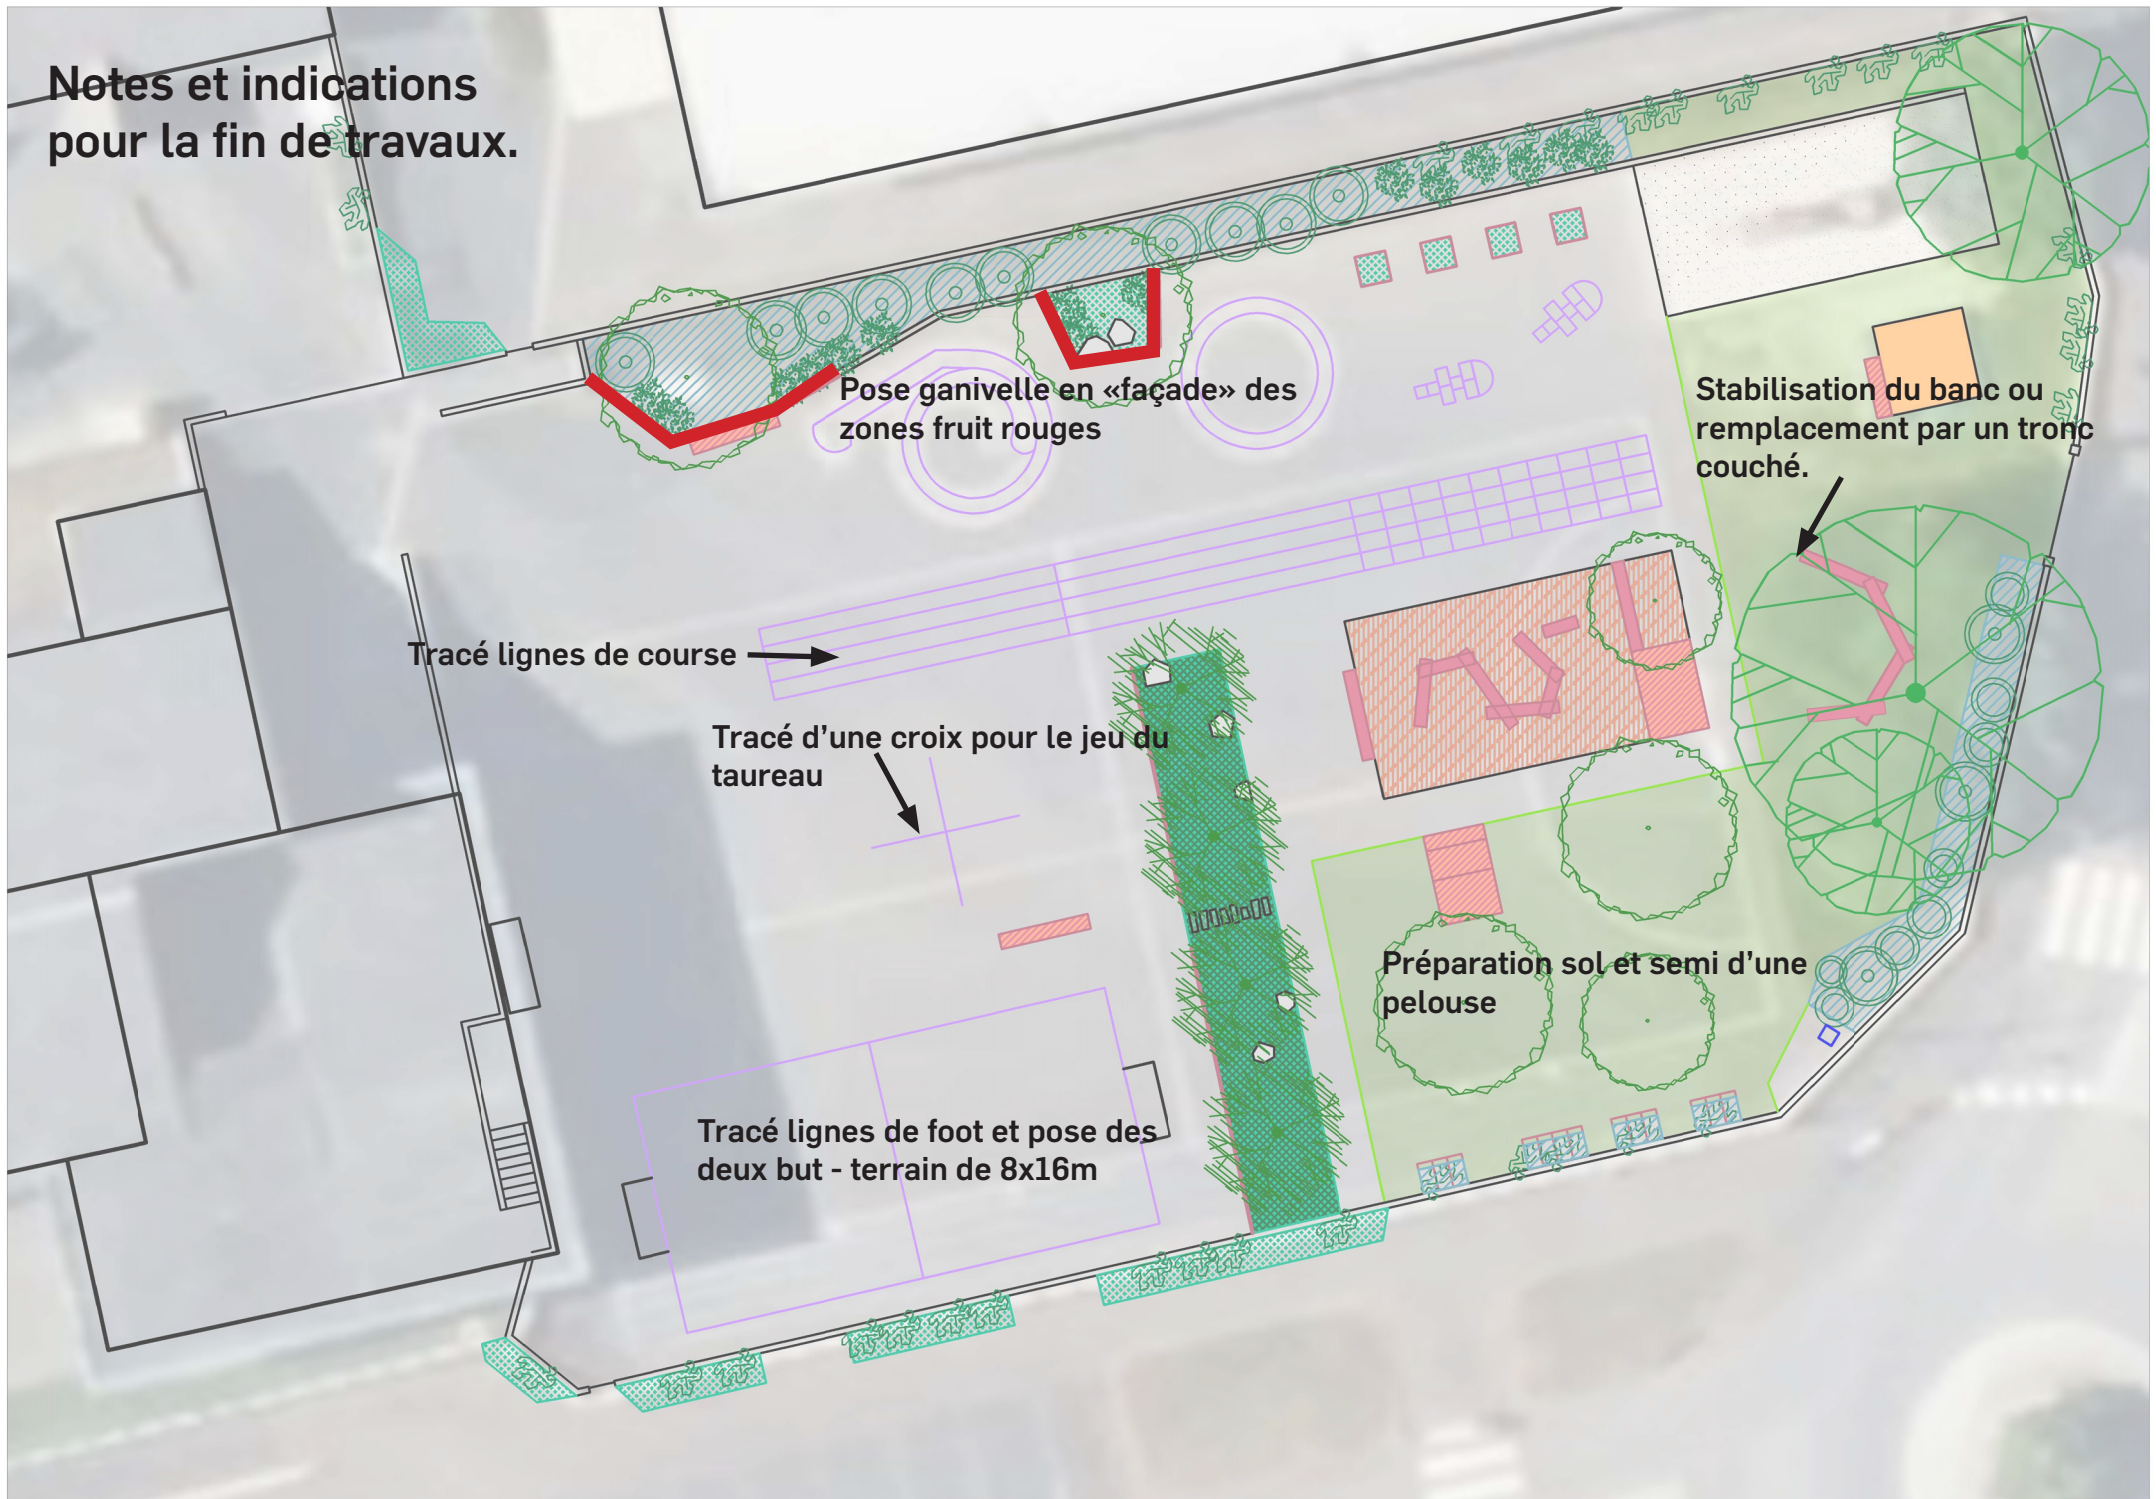 Notes et indications
pour la fin de travaux.
Pose ganivelle en «façade» des
zones fruit rouges
Stabilisation du banc ou
remplacement par un tronc
couché.
Tracé lignes de course
Tracé d’une croix pour le jeu du
taureau
Préparation sol et semi d’une
pelouse
Tracé lignes de foot et pose des
deux but - terrain de 8x16m